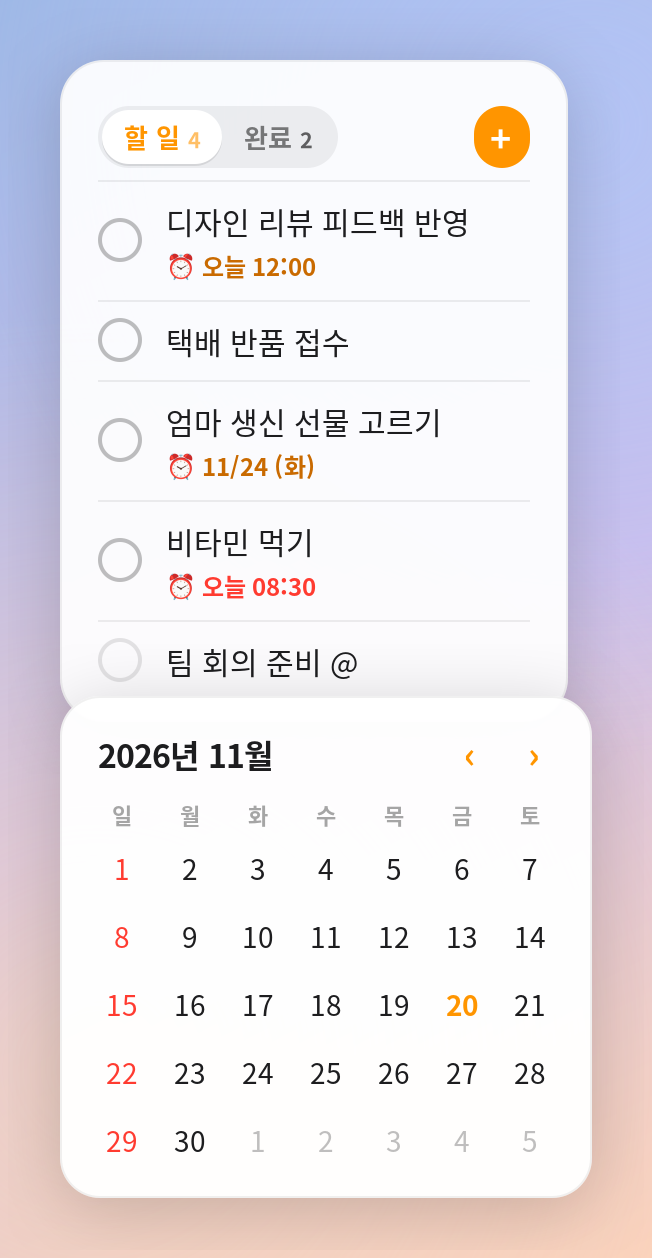 할 일 4 완료 2 +
디자인 리뷰 피드백 반영
⏰ 오늘 12:00
택배 반품 접수
엄마 생신 선물 고르기
⏰ 11/24 (화)
비타민 먹기
⏰ 오늘 08:30
팀 회의 준비 @
2026년 11월 ‹ ›
일 월 화 수 목 금 토
1 2 3 4 5 6 7
8 9 10 11 12 13 14
15 16 17 18 19 20 21
22 23 24 25 26 27 28
29 30 1 2 3 4 5